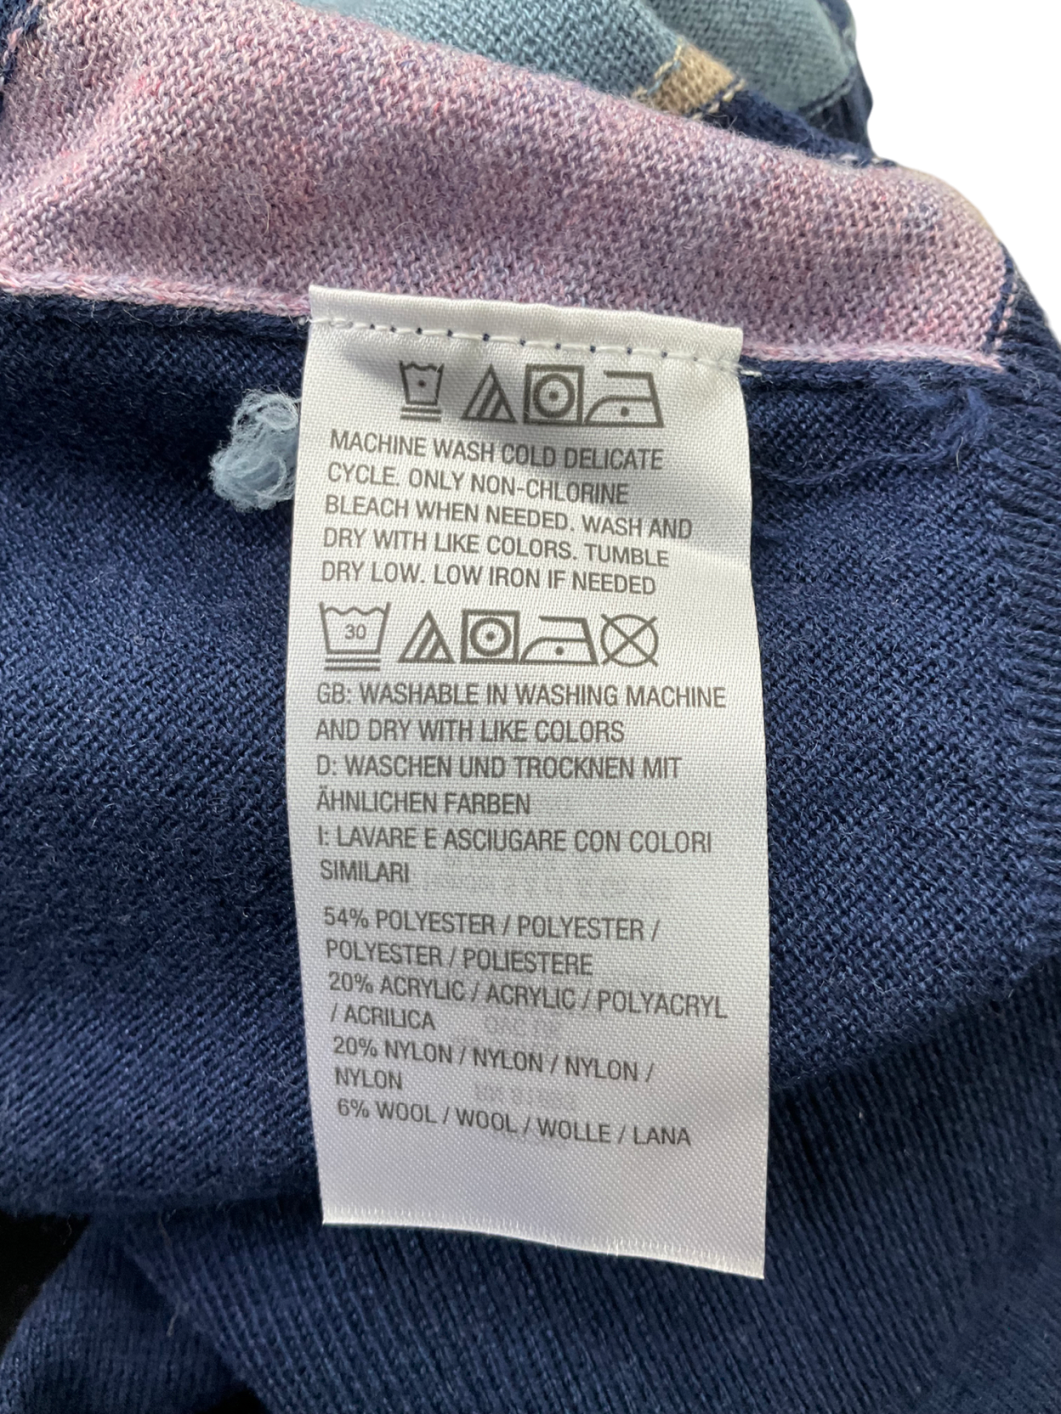 MACHINE WASH COLD DELICATE
CYCLE. ONLY NON-CHLORINE
BLEACH WHEN NEEDED. WASH AND
DRY WITH LIKE COLORS. TUMBLE
DRY LOW. LOW IRON IF NEEDED
30
GB: WASHABLE IN WASHING MACHINE
AND DRY WITH LIKE COLORS
D: WASCHEN UND TROCKNEN MIT
ÄHNLICHEN FARBEN
I: LAVARE E ASCIUGARE CON COLORI
SIMILARI
54% POLYESTER / POLYESTER /
POLYESTER / POLIESTERE
20% ACRYLIC / ACRYLIC / POLYACRYL
/ ACRILICA
20% NYLON / NYLON / NYLON /
NYLON
6% WOOL / WOOL / WOLLE / LANA